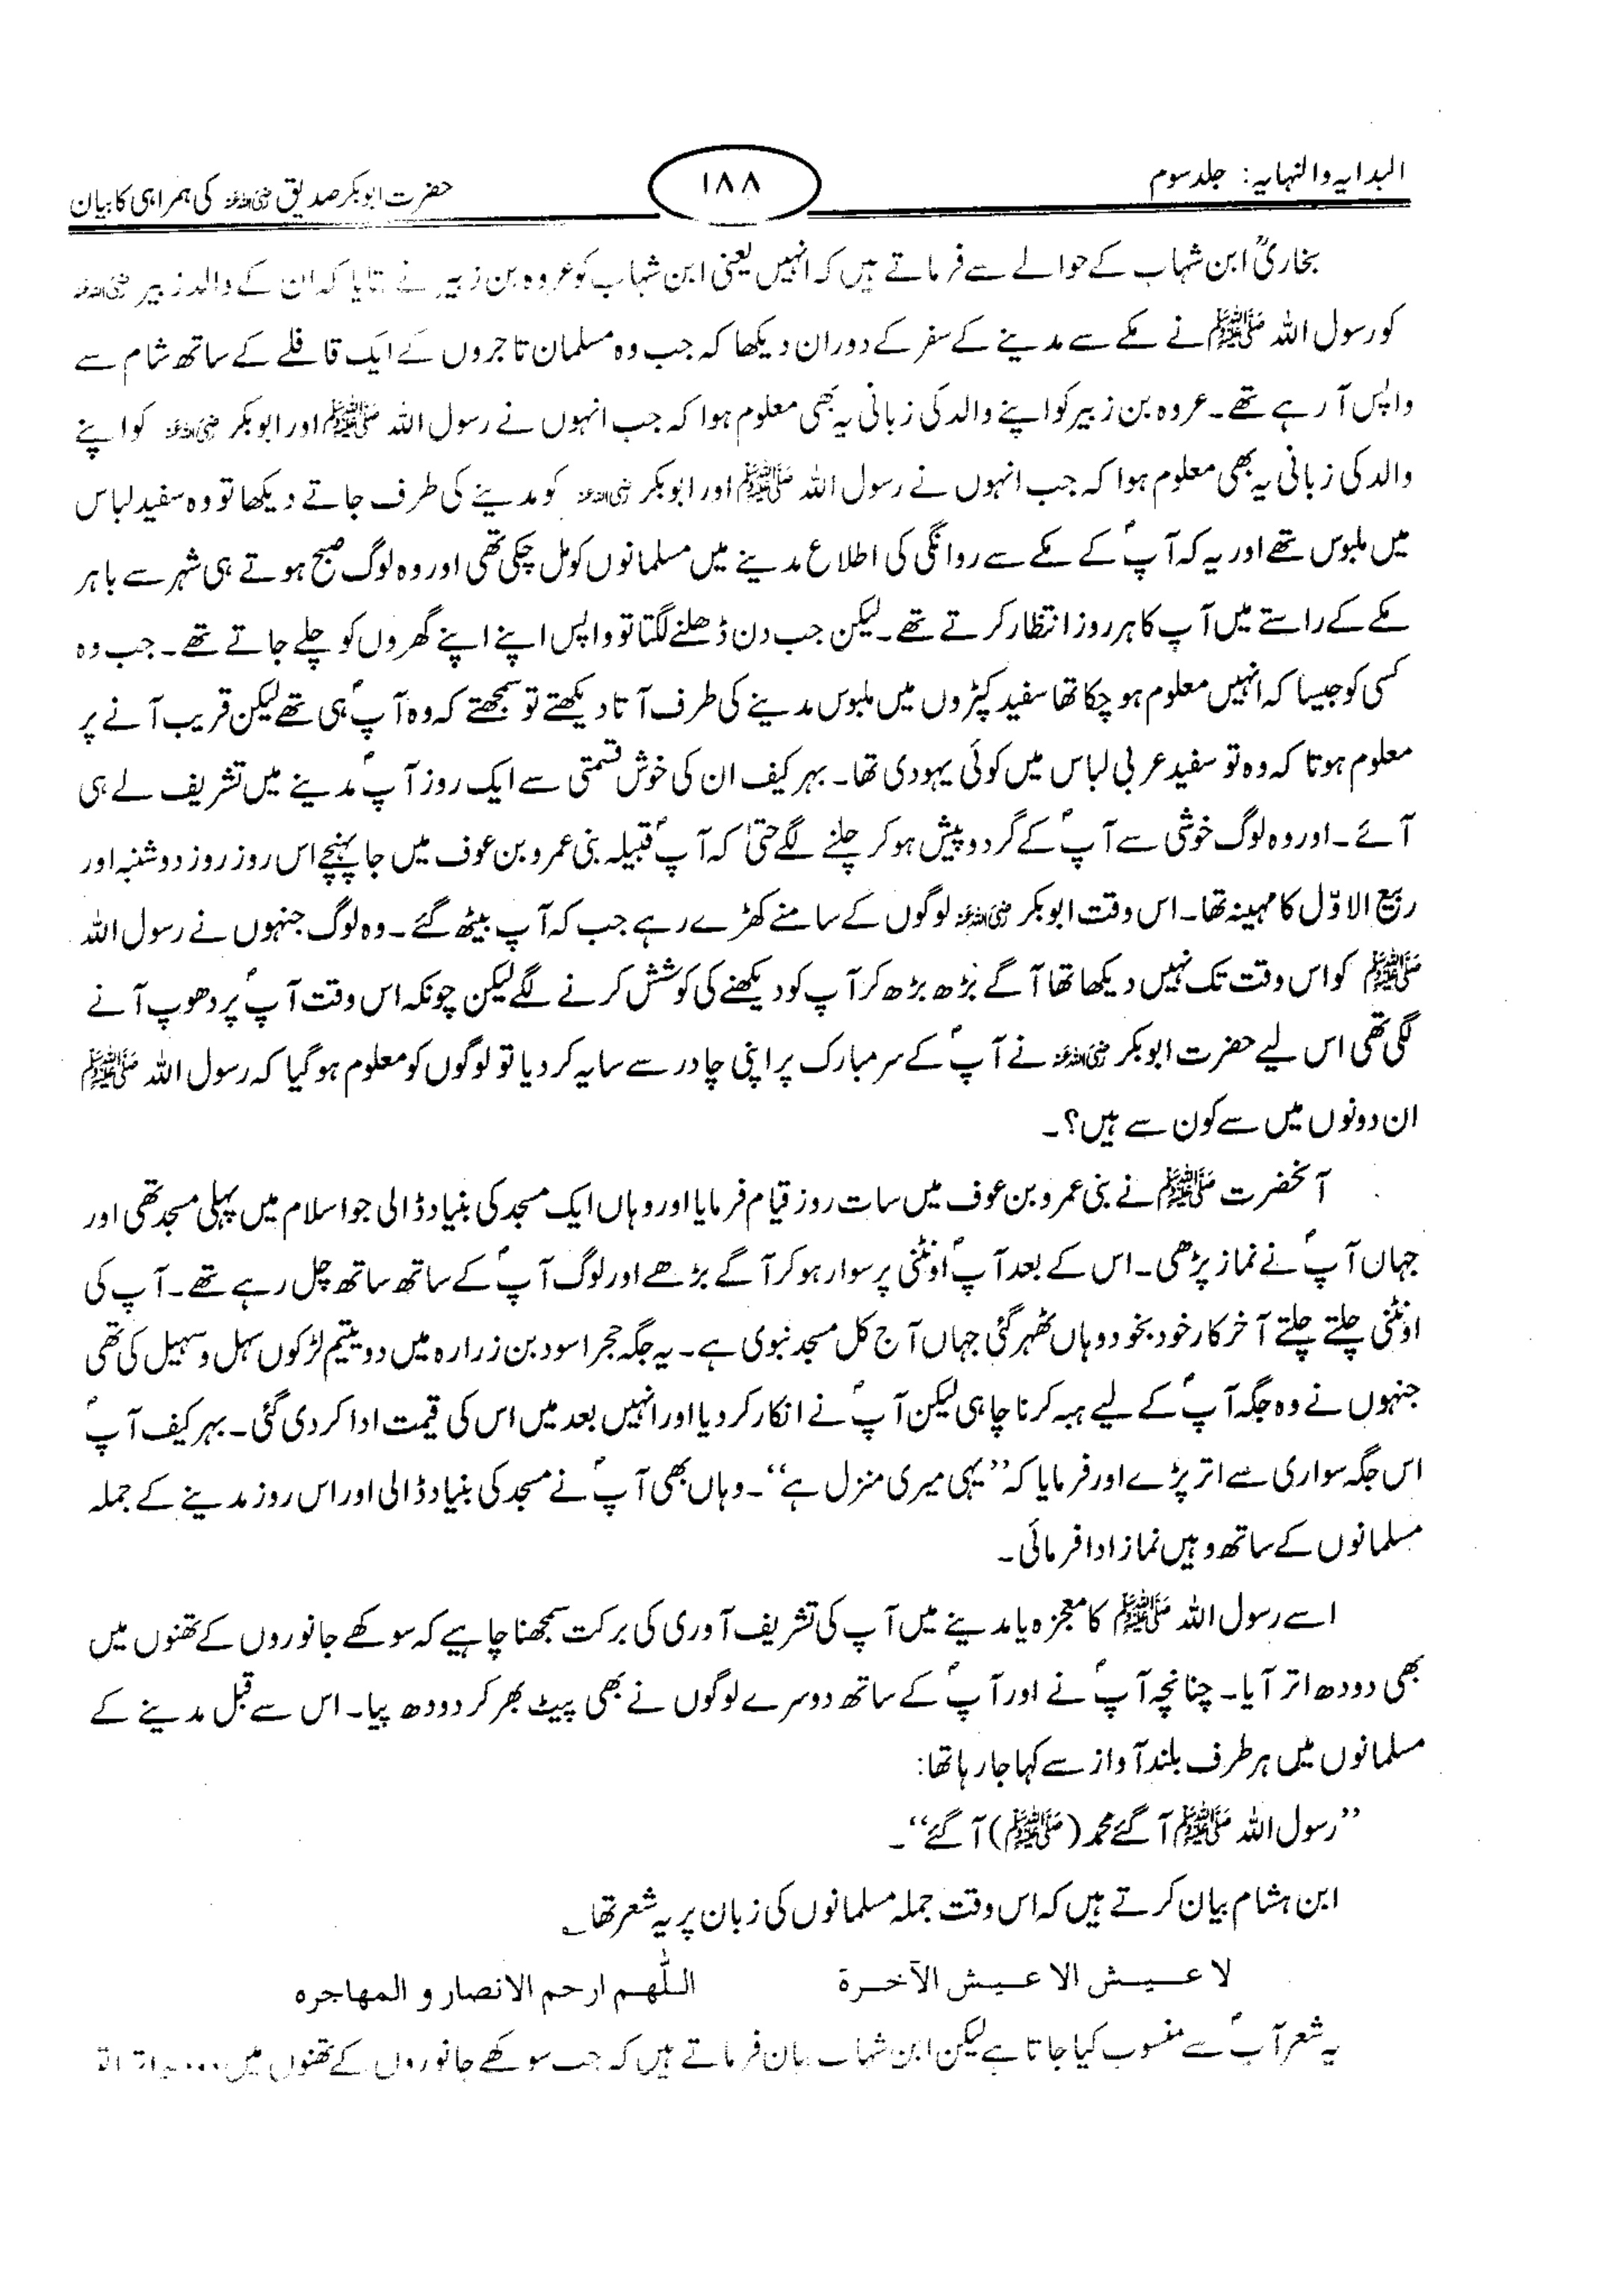 البدایہ والنہایہ: جلد سوم
۱۸۸
حضرت ابوبکر صدیق رضی اللہ عنہ کی ہمراہی کا بیان
بخاریؒ ابن شہاب کے حوالے سے فرماتے ہیں کہ انہیں یعنی ابن شہاب کو عروہ بن زبیر نے بتایا کہ ان کے والد زبیر رضی اللہ عنہ
کو رسول اللہ ﷺ نے مکے سے مدینے کے سفر کے دوران دیکھا کہ جب وہ مسلمان تاجروں کے ایک قافلے کے ساتھ شام سے
واپس آ رہے تھے۔ عروہ بن زبیر کو اپنے والد کی زبانی یہ بھی معلوم ہوا کہ جب انہوں نے رسول اللہ ﷺ اور ابوبکر رضی اللہ عنہ کو اپنے
والد کی زبانی یہ بھی معلوم ہوا کہ جب انہوں نے رسول اللہ ﷺ اور ابوبکر رضی اللہ عنہ کو مدینے کی طرف جاتے دیکھا تو وہ سفید لباس
میں ملبوس تھے اور یہ کہ آپؐ کے مکے سے روانگی کی اطلاع مدینے میں مسلمانوں کو مل چکی تھی اور وہ لوگ صبح ہوتے ہی شہر سے باہر
مکے کے راستے میں آپ کا ہر روز انتظار کرتے تھے۔ لیکن جب دن ڈھلنے لگتا تو واپس اپنے اپنے گھروں کو چلے جاتے تھے۔ جب وہ
کسی کو جیسا کہ انہیں معلوم ہو چکا تھا سفید کپڑوں میں ملبوس مدینے کی طرف آتا دیکھتے تو سمجھتے کہ وہ آپؐ ہی تھے لیکن قریب آنے پر
معلوم ہوتا کہ وہ تو سفید عربی لباس میں کوئی یہودی تھا۔ بہر کیف ان کی خوش قسمتی سے ایک روز آپؐ مدینے میں تشریف لے ہی
آئے۔ اور وہ لوگ خوشی سے آپؐ کے گرد و پیش ہو کر چلنے لگے حتیٰ کہ آپؐ قبیلہ بنی عمرو بن عوف میں جا پہنچے اس روز روز دوشنبہ اور
ربیع الاوّل کا مہینہ تھا۔ اس وقت ابوبکر رضی اللہ عنہ لوگوں کے سامنے کھڑے رہے جب کہ آپ بیٹھ گئے۔ وہ لوگ جنہوں نے رسول اللہ
ﷺ کو اس وقت تک نہیں دیکھا تھا آگے بڑھ بڑھ کر آپ کو دیکھنے کی کوشش کرنے لگے لیکن چونکہ اس وقت آپؐ پر دھوپ آنے
لگی تھی اس لیے حضرت ابوبکر رضی اللہ عنہ نے آپؐ کے سر مبارک پر اپنی چادر سے سایہ کر دیا تو لوگوں کو معلوم ہو گیا کہ رسول اللہ ﷺ
ان دونوں میں سے کون سے ہیں؟۔
آنحضرت ﷺ نے بنی عمرو بن عوف میں سات روز قیام فرمایا اور وہاں ایک مسجد کی بنیاد ڈالی جو اسلام میں پہلی مسجد تھی اور
جہاں آپؐ نے نماز پڑھی۔ اس کے بعد آپؐ اونٹنی پر سوار ہو کر آگے بڑھے اور لوگ آپؐ کے ساتھ ساتھ چل رہے تھے۔ آپ کی
اونٹنی چلتے چلتے آخر کار خود بخود وہاں ٹھہر گئی جہاں آج کل مسجد نبوی ہے۔ یہ جگہ حجر اسود بن زرارہ میں دو یتیم لڑکوں سہل و سہیل کی تھی
جنہوں نے وہ جگہ آپؐ کے لیے ہبہ کرنا چاہی لیکن آپؐ نے انکار کر دیا اور انہیں بعد میں اس کی قیمت ادا کر دی گئی۔ بہر کیف آپؐ
اس جگہ سواری سے اتر پڑے اور فرمایا کہ ’’یہی میری منزل ہے‘‘۔ وہاں بھی آپؐ نے مسجد کی بنیاد ڈالی اور اس روز مدینے کے جملہ
مسلمانوں کے ساتھ وہیں نماز ادا فرمائی۔
اسے رسول اللہ ﷺ کا معجزہ یا مدینے میں آپ کی تشریف آوری کی برکت سمجھنا چاہیے کہ سوکھے جانوروں کے تھنوں میں
بھی دودھ اتر آیا۔ چنانچہ آپؐ نے اور آپؐ کے ساتھ دوسرے لوگوں نے بھی پیٹ بھر کر دودھ پیا۔ اس سے قبل مدینے کے
مسلمانوں میں ہر طرف بلند آواز سے کہا جا رہا تھا:
’’رسول اللہ ﷺ آ گئے محمد (ﷺ) آ گئے‘‘۔
ابن ہشام بیان کرتے ہیں کہ اس وقت جملہ مسلمانوں کی زبان پر یہ شعر تھا؎
لا عیش الا عیش الآخرة اللّٰھم ارحم الانصار و المھاجرہ
یہ شعر آپؐ سے منسوب کیا جاتا ہے لیکن ابن شہاب بیان فرماتے ہیں کہ جب سوکھے جانوروں کے تھنوں میں